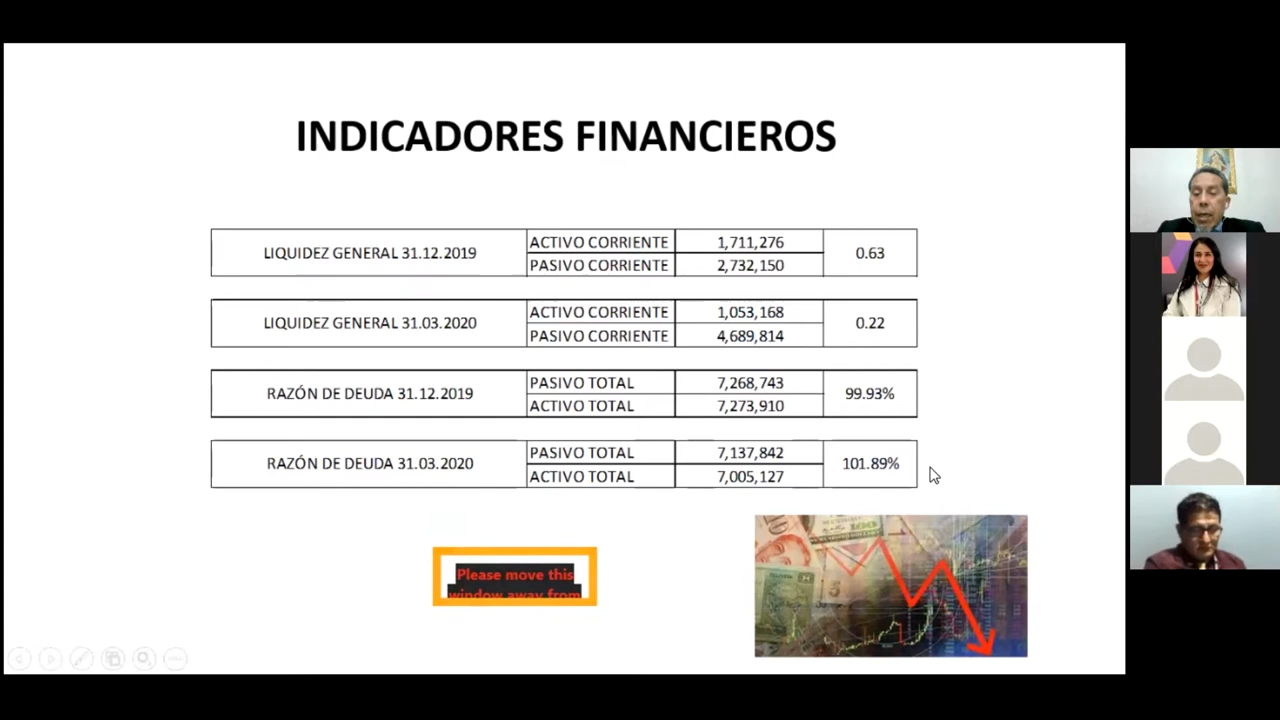 INDICADORES FINANCIEROS
LIQUIDEZ GENERAL 31.12.2019
ACTIVO CORRIENTE 1,711,276
PASIVO CORRIENTE 2,732,150
0.63
LIQUIDEZ GENERAL 31.03.2020
ACTIVO CORRIENTE 1,053,168
PASIVO CORRIENTE 4,689,814
0.22
RAZÓN DE DEUDA 31.12.2019
PASIVO TOTAL 7,268,743
ACTIVO TOTAL 7,273,910
99.93%
RAZÓN DE DEUDA 31.03.2020
PASIVO TOTAL 7,137,842
ACTIVO TOTAL 7,005,127
101.89%
Please move this
window away from